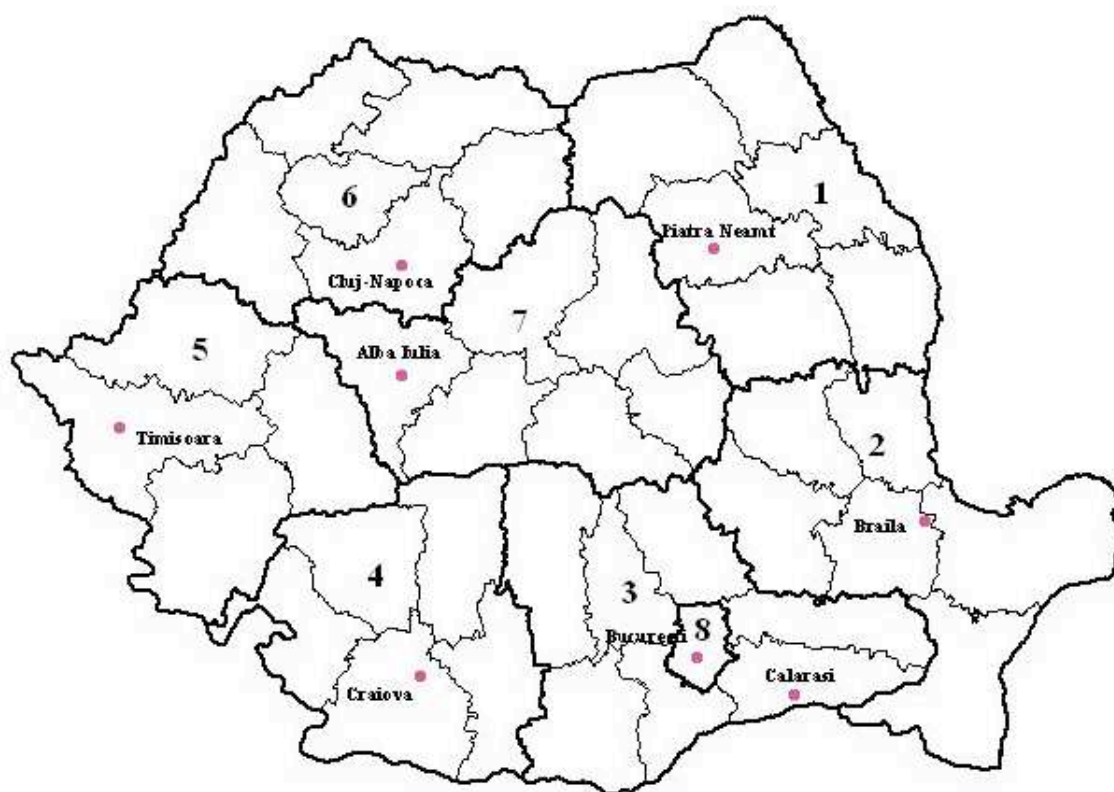 1
6
Piatra Neamt
Cluj-Napoca
7
5
Alba Iulia
Timisoara
2
Braila
4
3
8
Bucuresti
Calarasi
Craiova